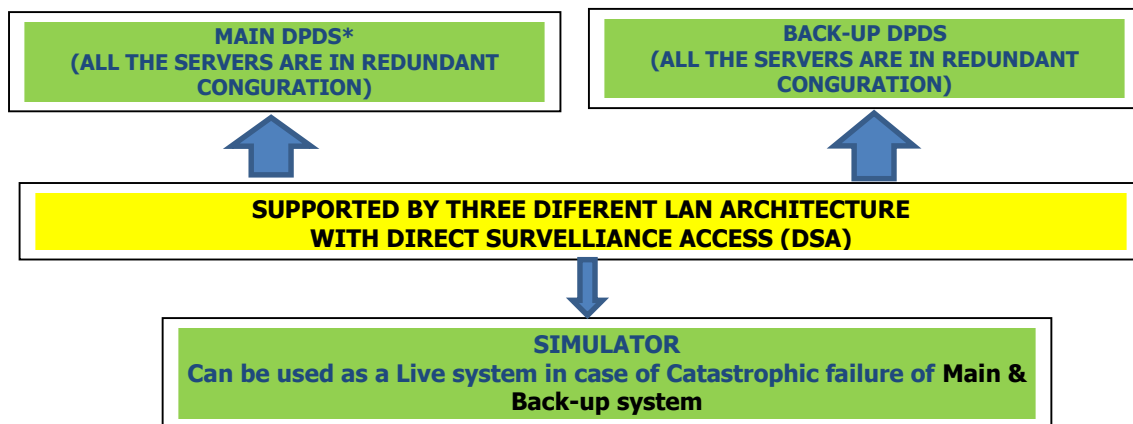 MAIN DPDS*
(ALL THE SERVERS ARE IN REDUNDANT
CONGURATION)
BACK-UP DPDS
(ALL THE SERVERS ARE IN REDUNDANT
CONGURATION)
SUPPORTED BY THREE DIFERENT LAN ARCHITECTURE
WITH DIRECT SURVELLIANCE ACCESS (DSA)
SIMULATOR
Can be used as a Live system in case of Catastrophic failure of Main &
Back-up system